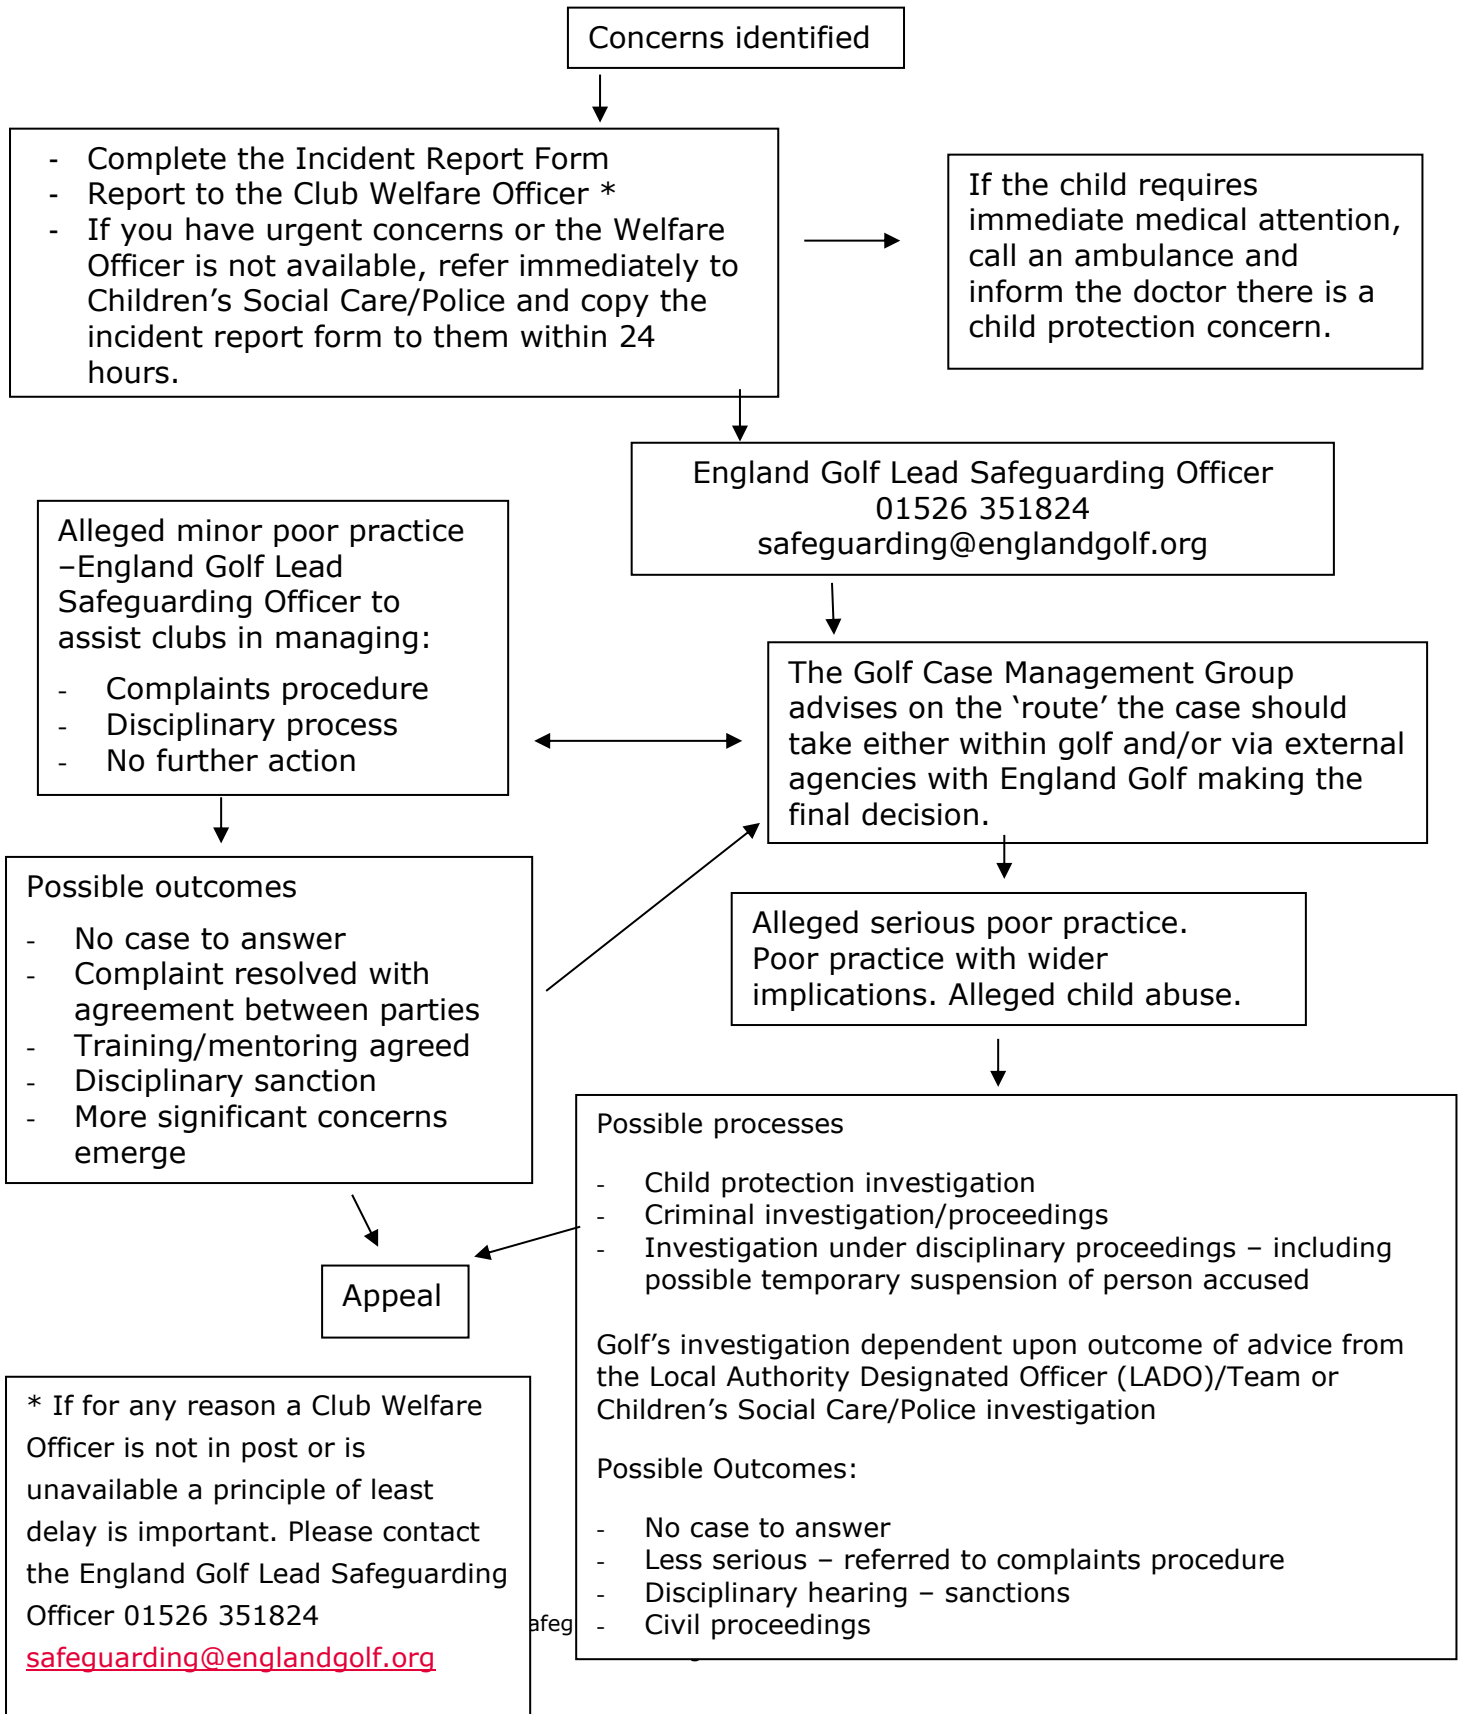 Concerns identified
- Complete the Incident Report Form
- Report to the Club Welfare Officer *
- If you have urgent concerns or the Welfare
Officer is not available, refer immediately to
Children’s Social Care/Police and copy the
incident report form to them within 24
hours.
If the child requires
immediate medical attention,
call an ambulance and
inform the doctor there is a
child protection concern.
England Golf Lead Safeguarding Officer
01526 351824
safeguarding@englandgolf.org
Alleged minor poor practice
–England Golf Lead
Safeguarding Officer to
assist clubs in managing:
- Complaints procedure
- Disciplinary process
- No further action
The Golf Case Management Group
advises on the ‘route’ the case should
take either within golf and/or via external
agencies with England Golf making the
final decision.
Possible outcomes
- No case to answer
- Complaint resolved with
agreement between parties
- Training/mentoring agreed
- Disciplinary sanction
- More significant concerns
emerge
Alleged serious poor practice.
Poor practice with wider
implications. Alleged child abuse.
Possible processes
- Child protection investigation
- Criminal investigation/proceedings
- Investigation under disciplinary proceedings – including
possible temporary suspension of person accused
Golf’s investigation dependent upon outcome of advice from
the Local Authority Designated Officer (LADO)/Team or
Children’s Social Care/Police investigation
Possible Outcomes:
- No case to answer
- Less serious – referred to complaints procedure
- Disciplinary hearing – sanctions
- Civil proceedings
Appeal
* If for any reason a Club Welfare
Officer is not in post or is
unavailable a principle of least
delay is important. Please contact
the England Golf Lead Safeguarding
Officer 01526 351824
safeguarding@englandgolf.org
afeg